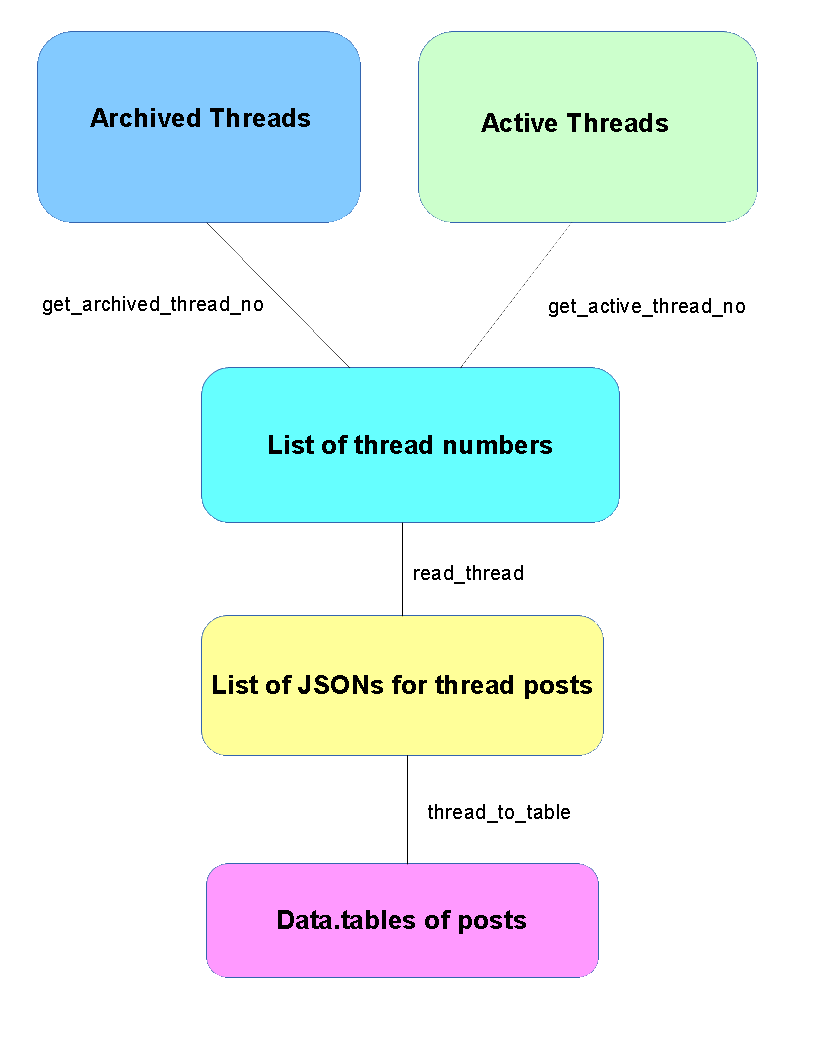 Archived Threads
Active Threads
get_archived_thread_no
get_active_thread_no
List of thread numbers
read_thread
List of JSONs for thread posts
thread_to_table
Data.tables of posts